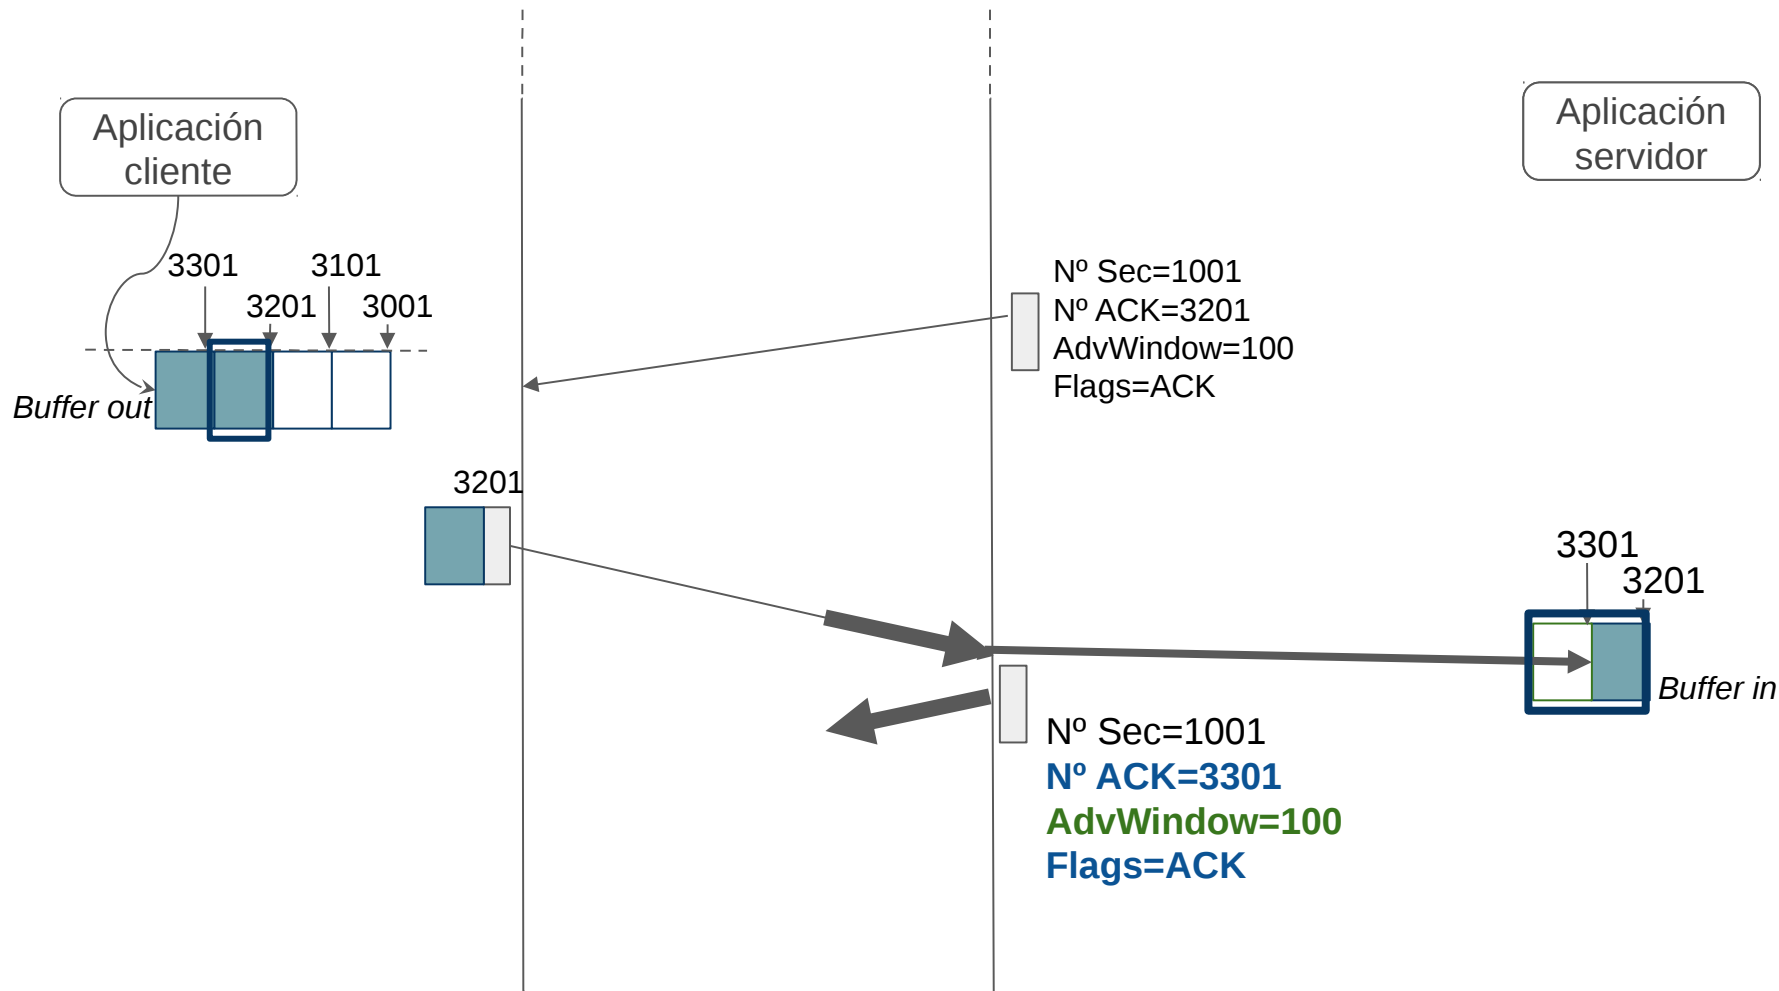 Aplicación
cliente
Aplicación
servidor
3301
3101
3201
3001
Buffer out
Nº Sec=1001
Nº ACK=3201
AdvWindow=100
Flags=ACK
3201
3301
3201
Buffer in
Nº Sec=1001
Nº ACK=3301
AdvWindow=100
Flags=ACK